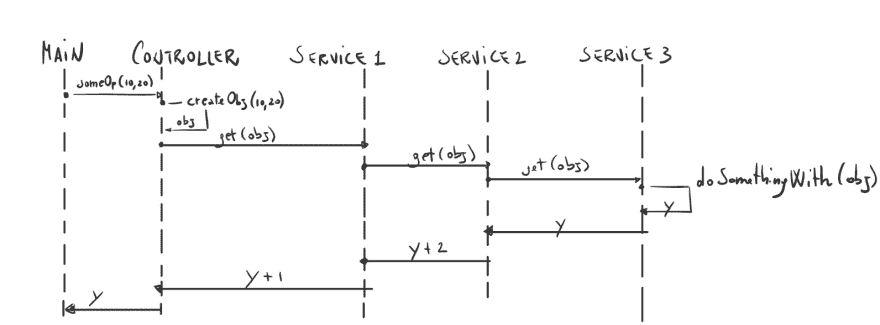 MAIN CONTROLLER SERVICE 1 SERVICE 2 SERVICE 3
someOp(10,20)
createObj(10,20)
obj
get(obj)
get(obj)
get(obj)
doSomethingWith(obj)
y
y
y+2
y+1
y